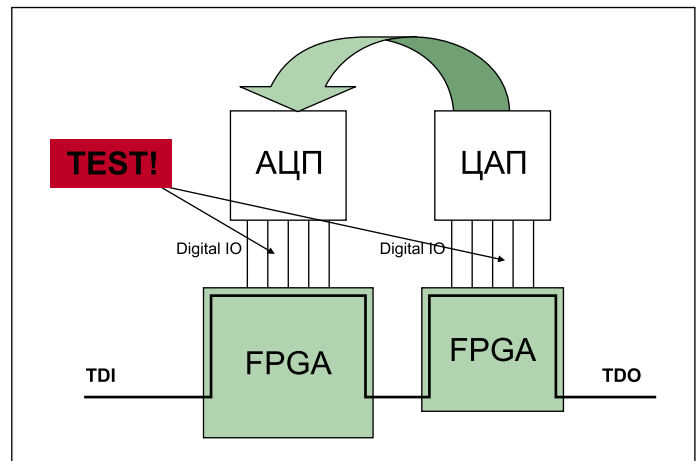 АЦП
ЦАП
TEST!
Digital IO
Digital IO
FPGA
FPGA
TDI
TDO